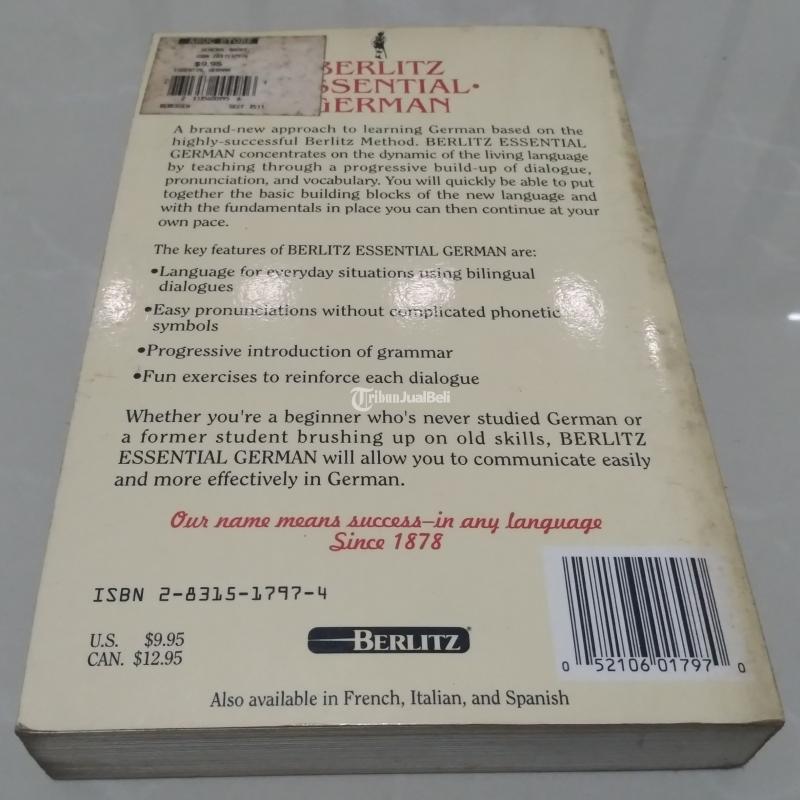 $9.95
BERLITZ
SSENTIAL•
GERMAN
A brand-new approach to learning German based on the
highly-successful Berlitz Method. BERLITZ ESSENTIAL
GERMAN concentrates on the dynamic of the living language
by teaching through a progressive build-up of dialogue,
pronunciation, and vocabulary. You will quickly be able to put
together the basic building blocks of the new language and
with the fundamentals in place you can then continue at your
own pace.
The key features of BERLITZ ESSENTIAL GERMAN are:
•Language for everyday situations using bilingual
dialogues
•Easy pronunciations without complicated phonetic
symbols
•Progressive introduction of grammar
•Fun exercises to reinforce each dialogue
TribunJualBeli
Whether you're a beginner who's never studied German or
a former student brushing up on old skills, BERLITZ
ESSENTIAL GERMAN will allow you to communicate easily
and more effectively in German.
Our name means success–in any language
Since 1878
ISBN 2-8315-1797-4
U.S. $9.95
CAN. $12.95
BERLITZ®
0 52106 01797 0
Also available in French, Italian, and Spanish